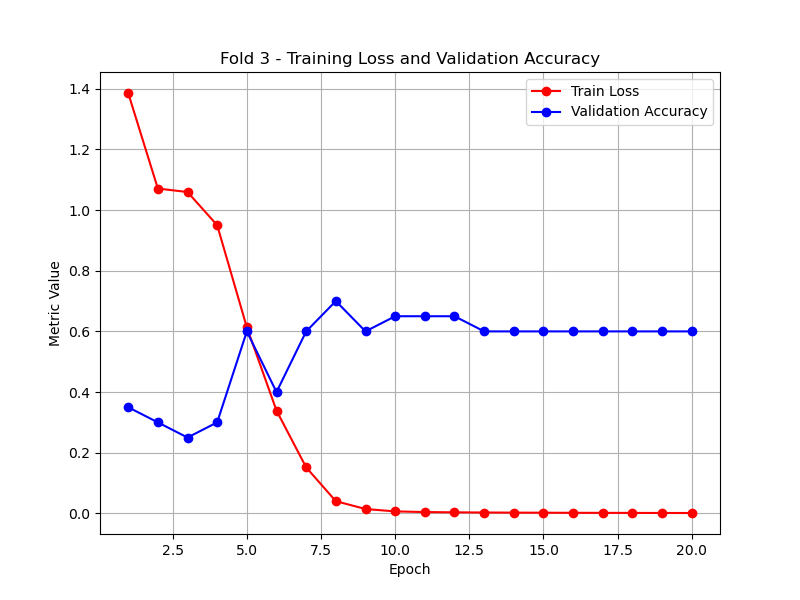 Fold 3 - Training Loss and Validation Accuracy
Train Loss
Validation Accuracy
Metric Value
1.4
1.2
1.0
0.8
0.6
0.4
0.2
0.0
2.5 5.0 7.5 10.0 12.5 15.0 17.5 20.0
Epoch